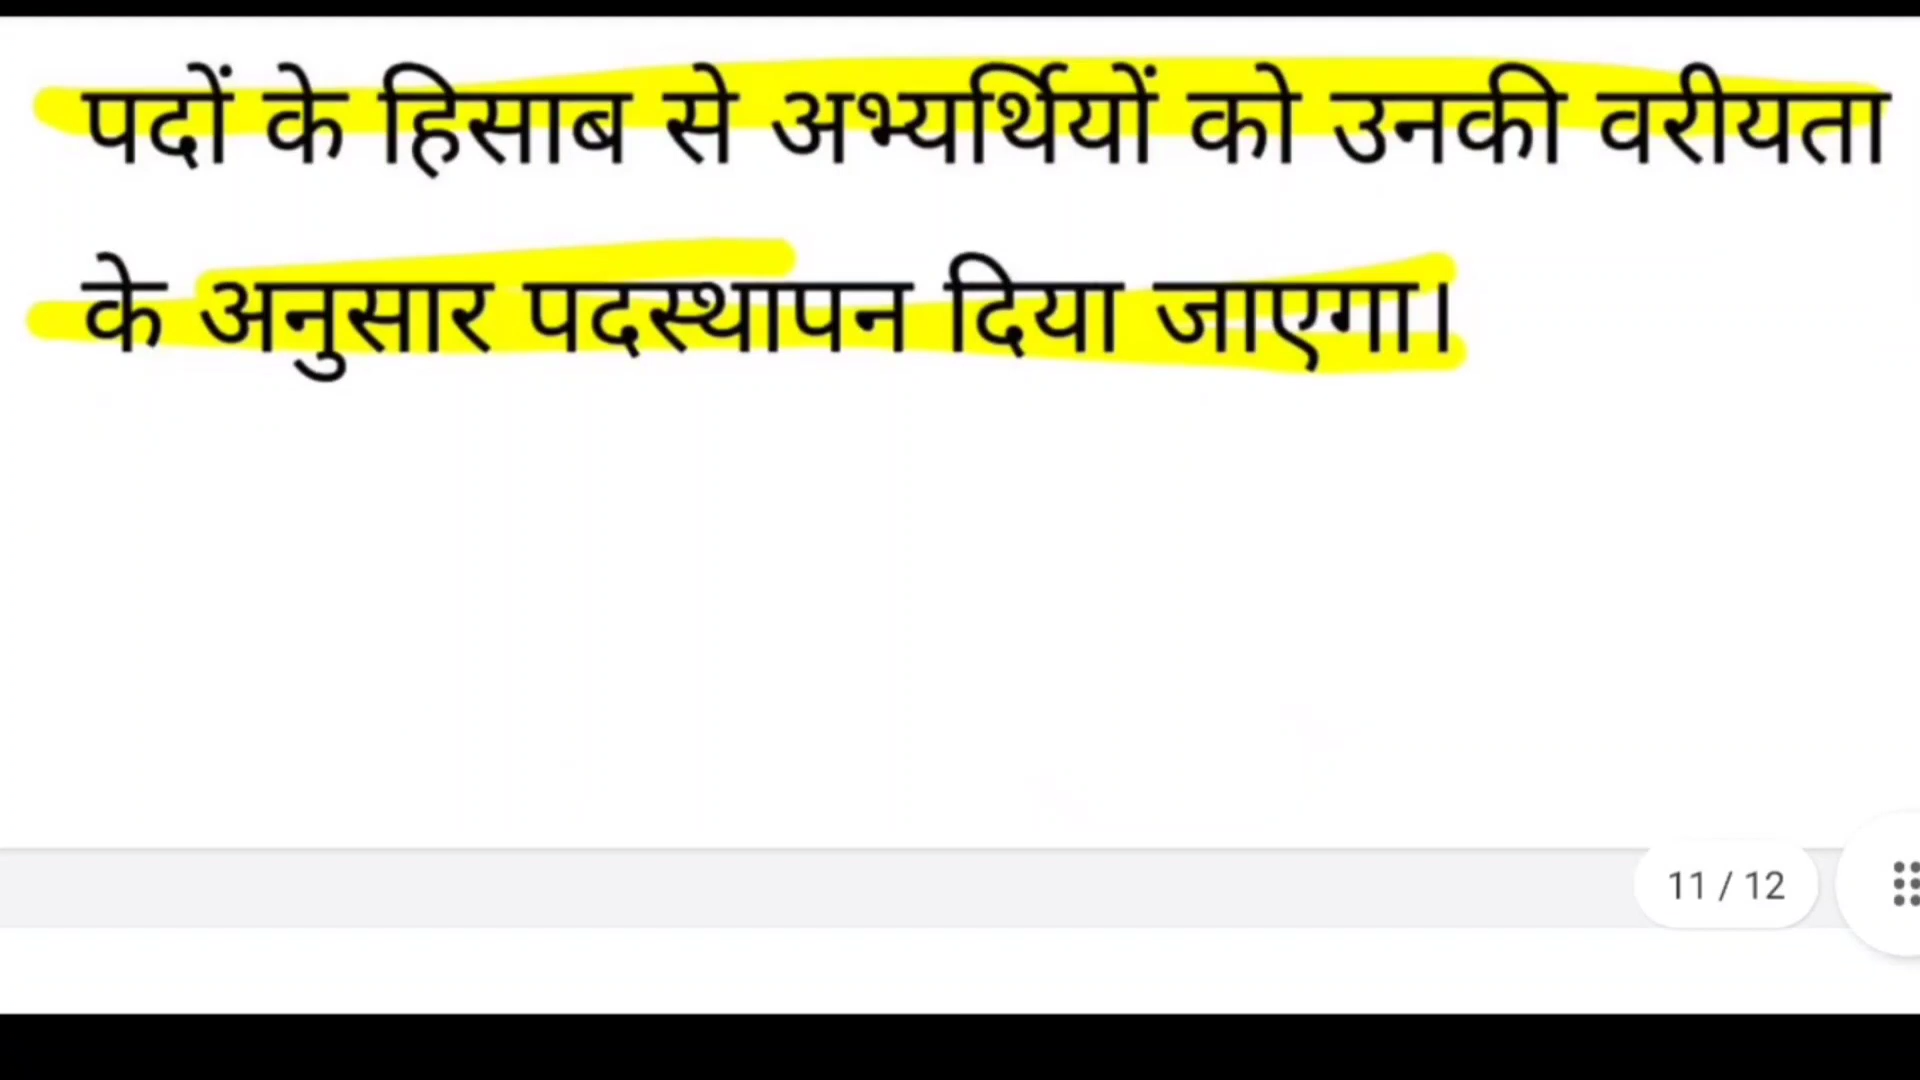 पदों के हिसाब से अभ्यर्थियों को उनकी वरीयता
के अनुसार पदस्थापन दिया जाएगा।
11 / 12